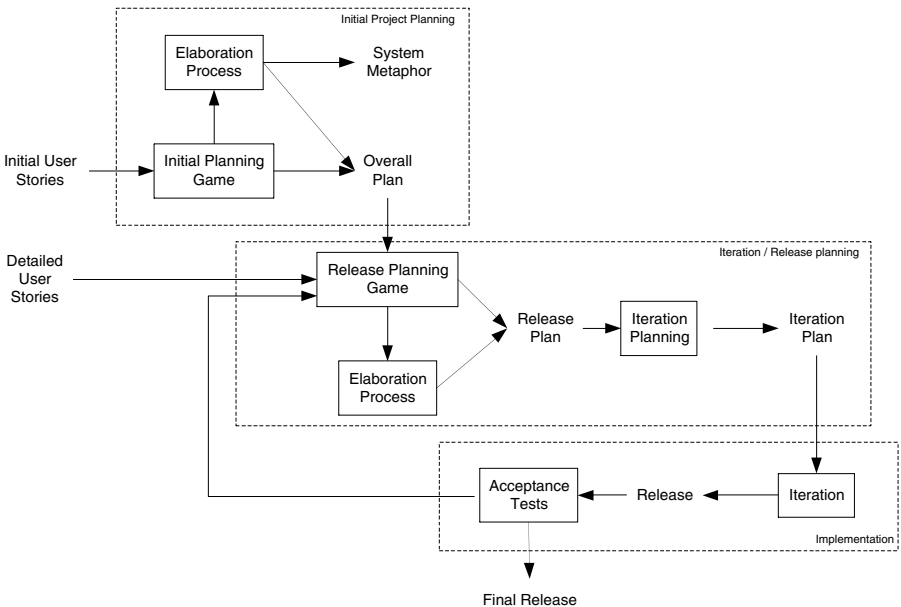 Initial Project Planning
Elaboration
Process
System
Metaphor
Initial User
Stories
Initial Planning
Game
Overall
Plan
Iteration / Release planning
Detailed
User
Stories
Release Planning
Game
Release
Plan
Iteration
Planning
Iteration
Plan
Elaboration
Process
Acceptance
Tests
Release
Iteration
Implementation
Final Release